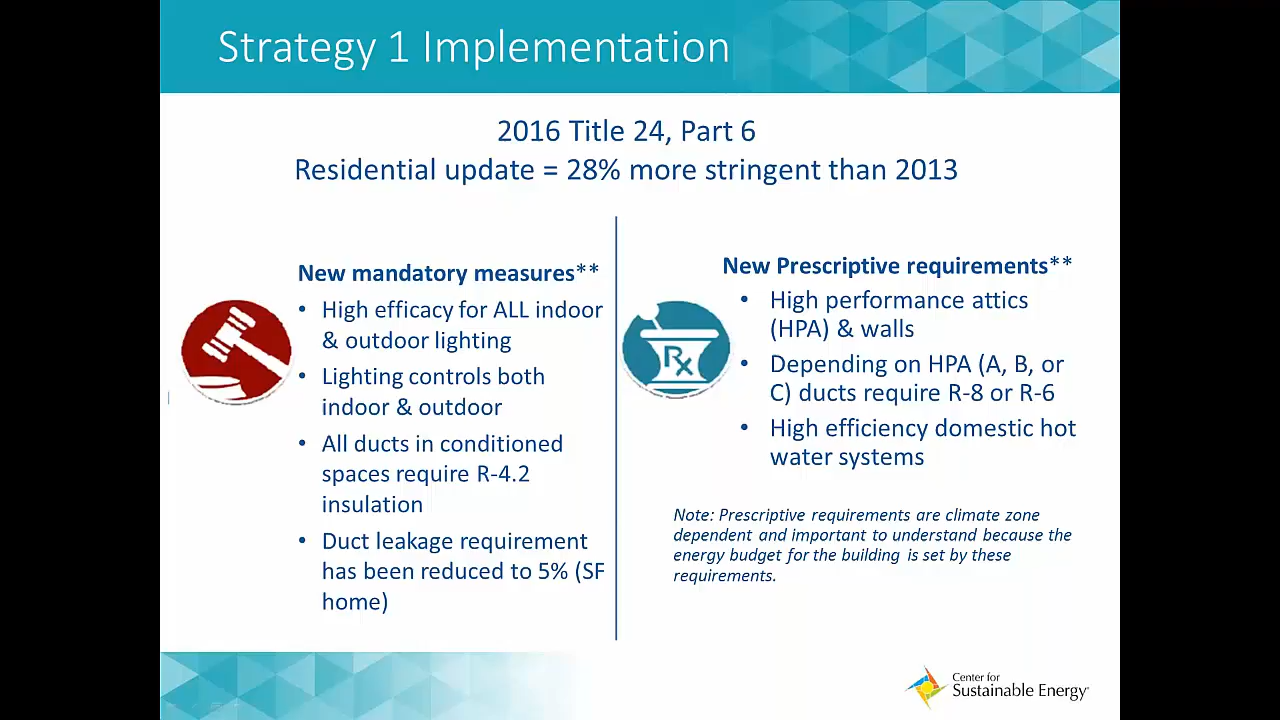 Strategy 1 Implementation
2016 Title 24, Part 6
Residential update = 28% more stringent than 2013
New mandatory measures**
• High efficacy for ALL indoor
& outdoor lighting
• Lighting controls both
indoor & outdoor
• All ducts in conditioned
spaces require R-4.2
insulation
• Duct leakage requirement
has been reduced to 5% (SF
home)
Rx
New Prescriptive requirements**
• High performance attics
(HPA) & walls
• Depending on HPA (A, B, or
C) ducts require R-8 or R-6
• High efficiency domestic hot
water systems
Note: Prescriptive requirements are climate zone
dependent and important to understand because the
energy budget for the building is set by these
requirements.
Center for
Sustainable Energy